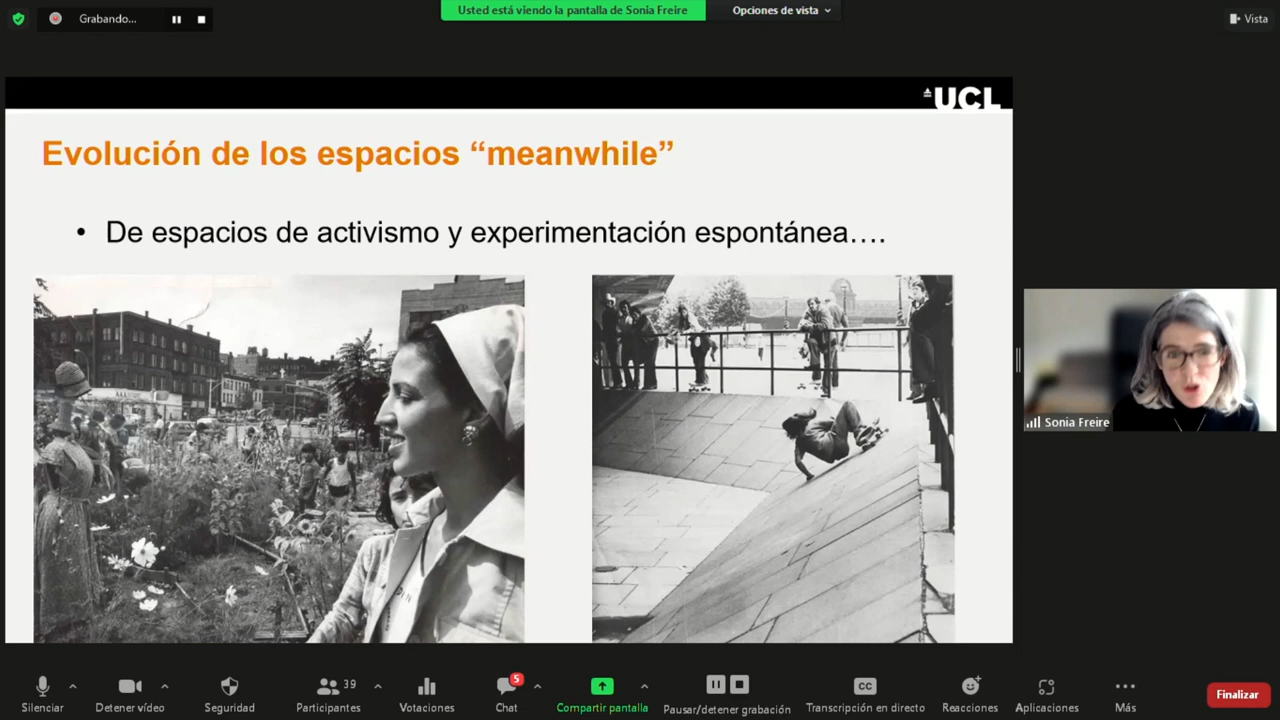 Grabando...
Usted está viendo la pantalla de Sonia Freire
Opciones de vista
Vista
UCL
Evolución de los espacios “meanwhile”
• De espacios de activismo y experimentación espontánea….
Sonia Freire
Silenciar
Detener vídeo
Seguridad
39
Participantes
Votaciones
5
Chat
Compartir pantalla
Pausar/detener grabación
CC
Transcripción en directo
Reacciones
Aplicaciones
Más
Finalizar